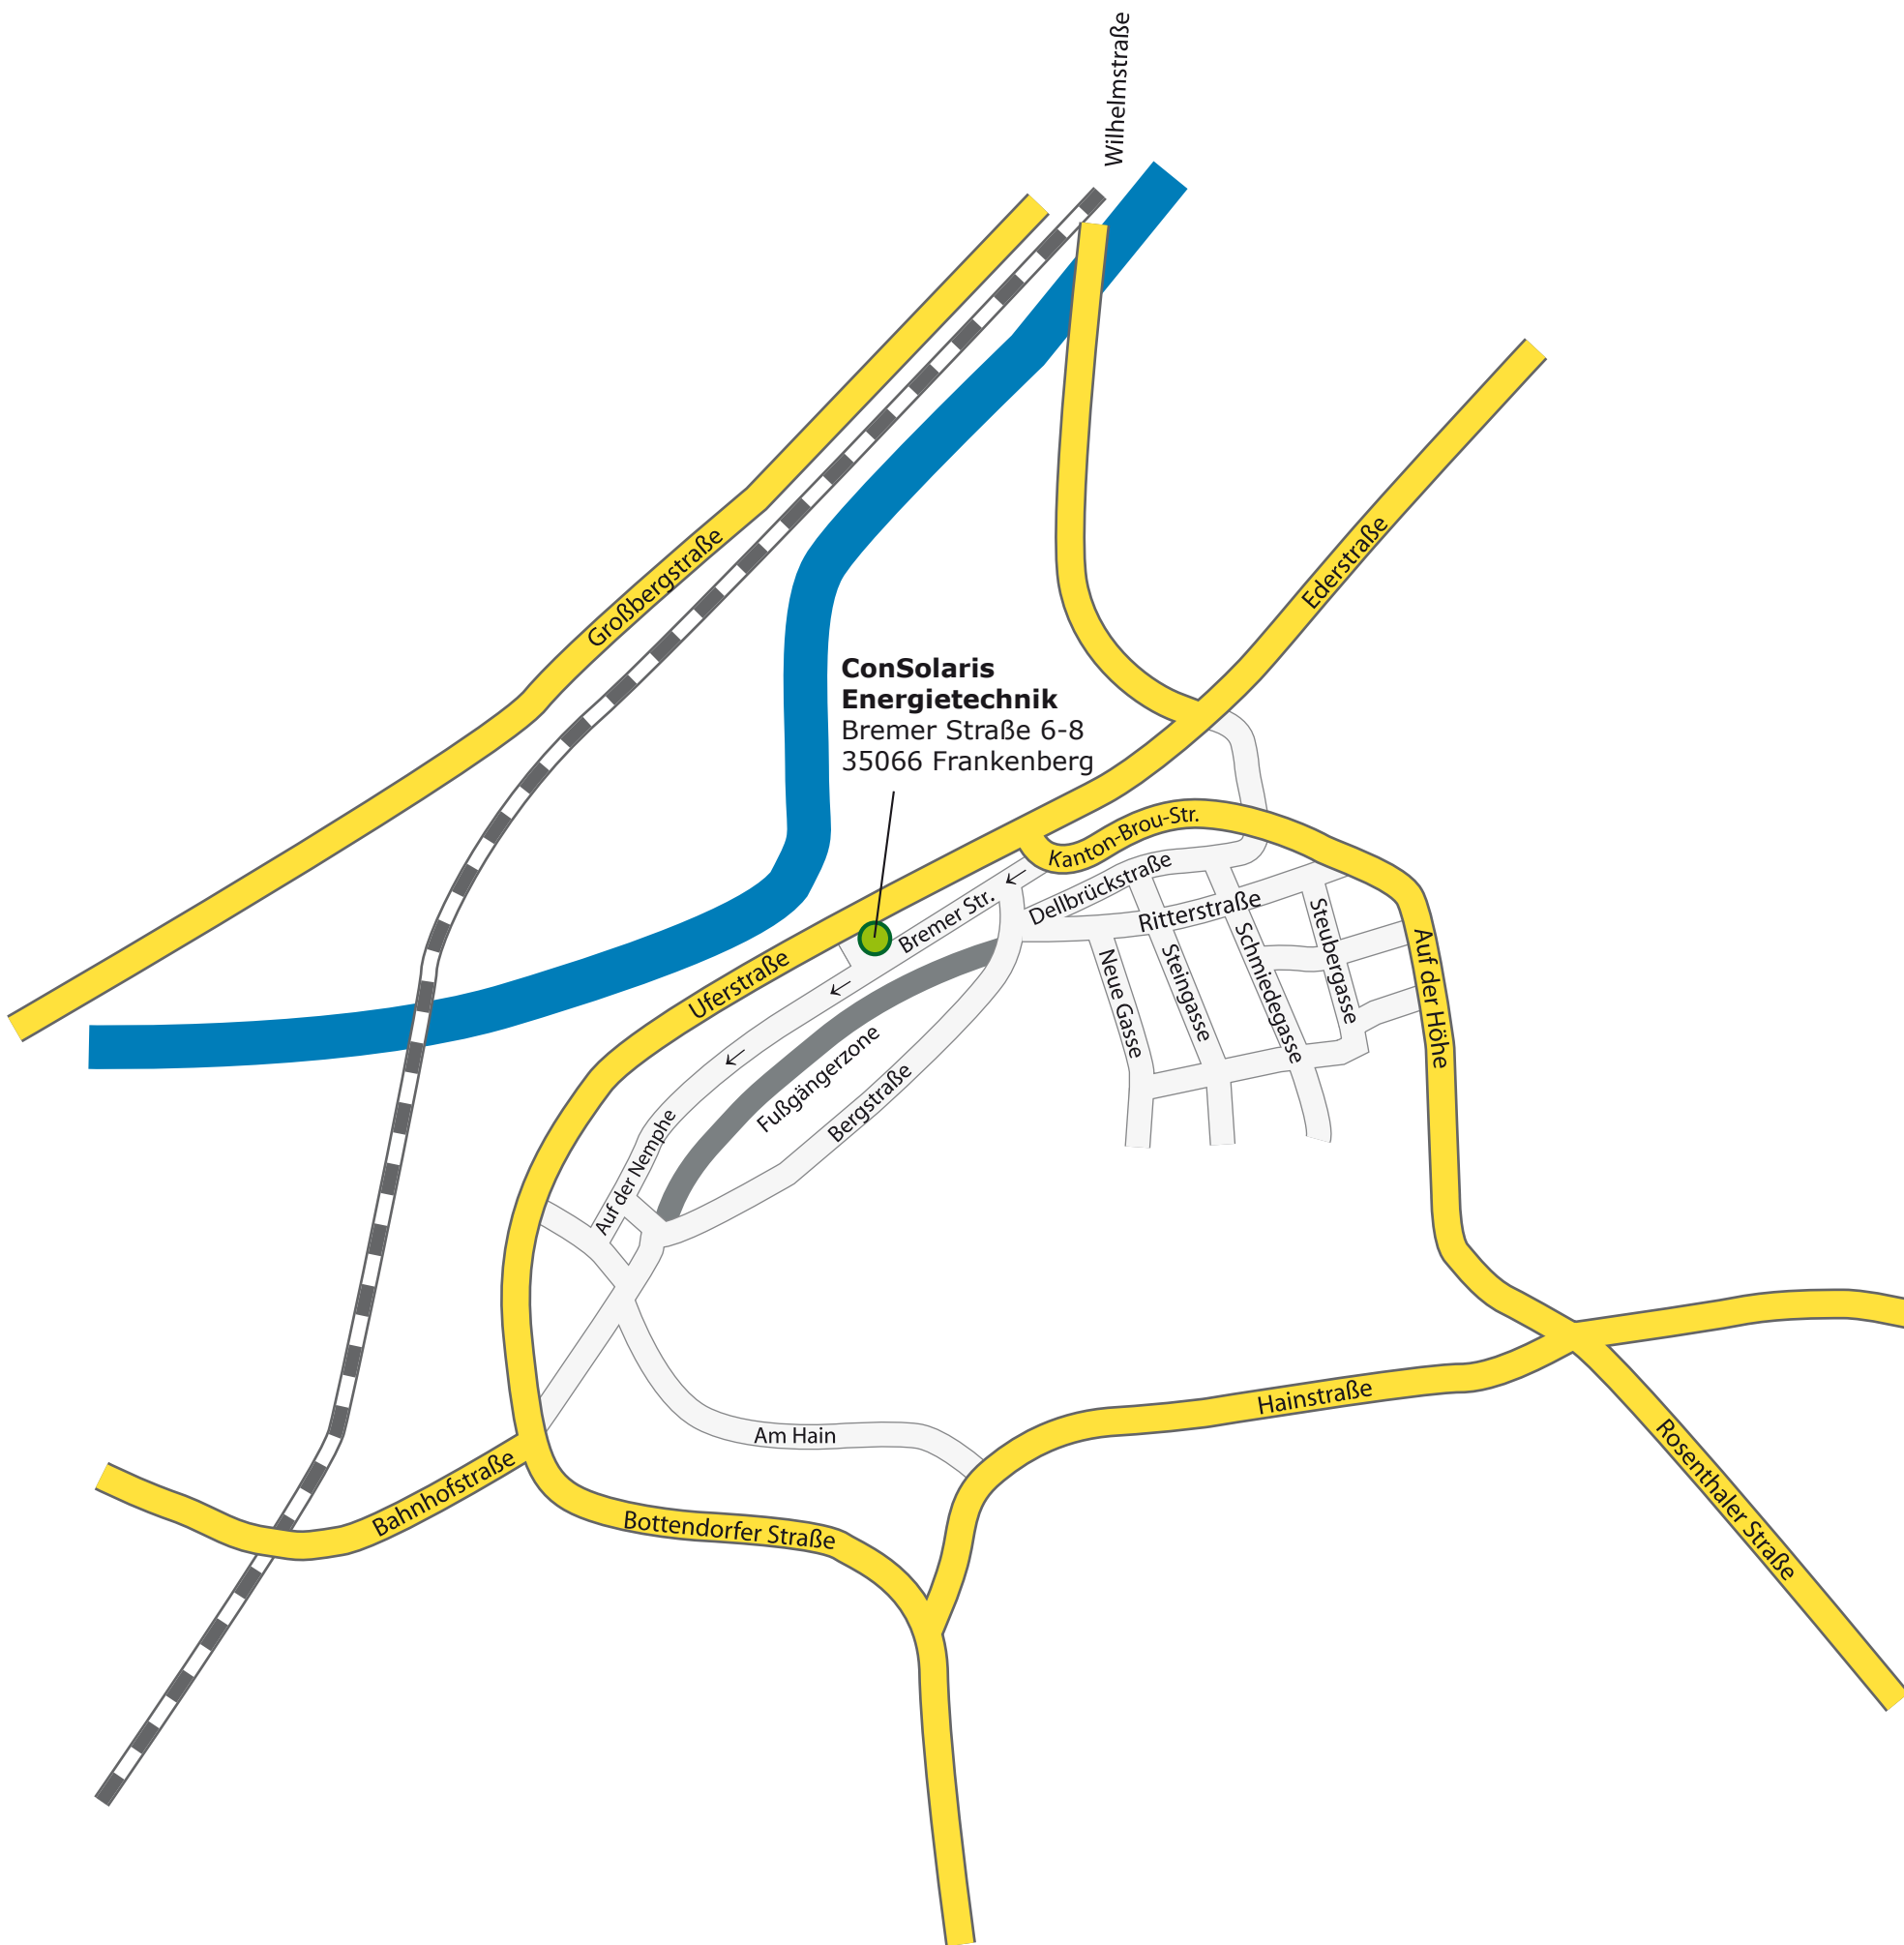 Wilhelmstraße
Großbergstraße
Ederstraße
ConSolaris
Energietechnik
Bremer Straße 6-8
35066 Frankenberg
Kanton-Brou-Str.
Dellbrückstraße
Bremer Str.
Ritterstraße
Steubergasse
Schmiedegasse
Steingasse
Neue Gasse
Auf der Höhe
Uferstraße
Fußgängerzone
Bergstraße
Auf der Nemphe
Hainstraße
Am Hain
Rosenthaler Straße
Bahnhofstraße
Bottendorfer Straße